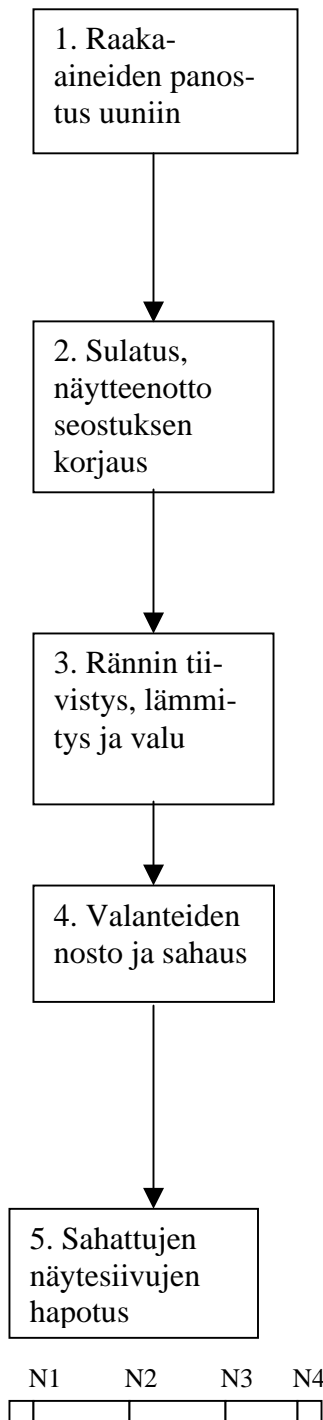 1. Raaka-
aineiden panos-
tus uuniin
2. Sulatus,
näytteenotto
seostuksen
korjaus
3. Rännin tii-
vistys, lämmi-
tys ja valu
4. Valanteiden
nosto ja sahaus
5. Sahattujen
näytesiivujen
hapotus
N1 N2 N3 N4